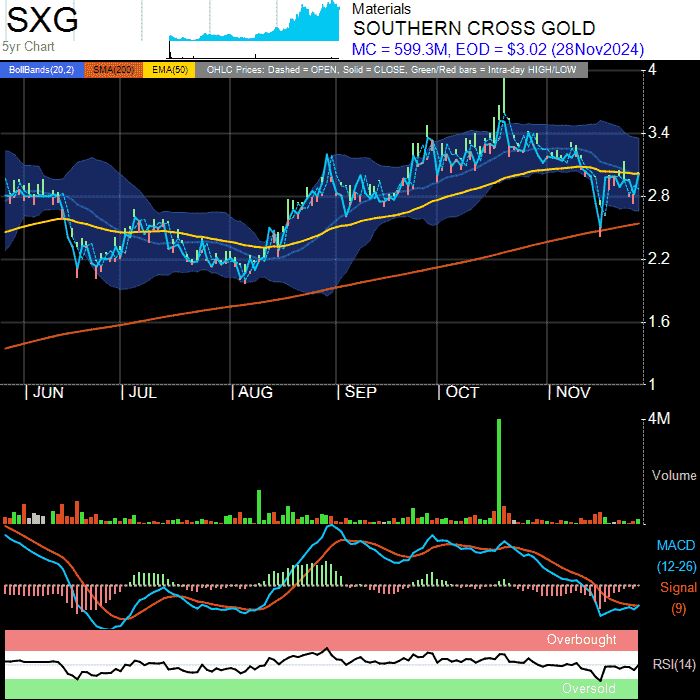 SXG
5yr Chart
Materials
SOUTHERN CROSS GOLD
MC = 599.3M, EOD = $3.02 (28Nov2024)
BollBands(20,2) SMA(200) EMA(50) OHLC Prices: Dashed = OPEN, Solid = CLOSE, Green/Red bars = Intra-day HIGH/LOW
4
3.4
2.8
2.2
1.6
1
JUN JUL AUG SEP OCT NOV
4M
Volume
MACD
(12-26)
Signal
(9)
Overbought
RSI(14)
Oversold